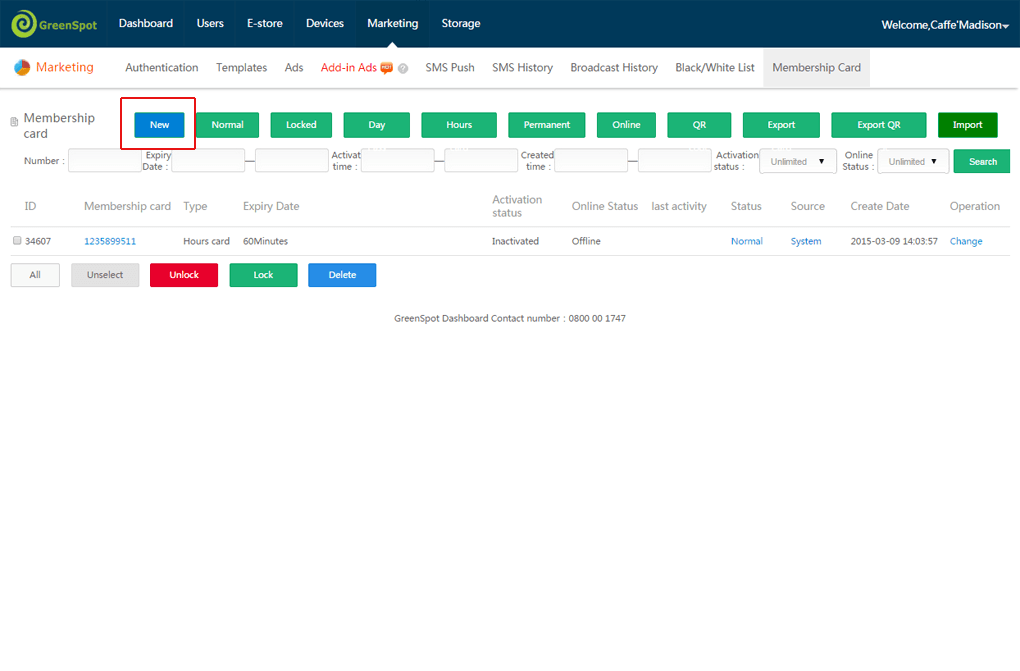 GreenSpot Dashboard Users E-store Devices Marketing Storage Welcome,Caffe'Madison
Marketing Authentication Templates Ads Add-in Ads HOT ? SMS Push SMS History Broadcast History Black/White List Membership Card
Membership card
New Normal Locked Day Hours Permanent Online QR Export Export QR Import
Number : Expiry Date : — Activat time : — Created time : — Activation status : Unlimited ▼ Online Status : Unlimited ▼ Search
ID Membership card Type Expiry Date Activation status Online Status last activity Status Source Create Date Operation
34607 1235899511 Hours card 60Minutes Inactivated Offline Normal System 2015-03-09 14:03:57 Change
All Unselect Unlock Lock Delete
GreenSpot Dashboard Contact number : 0800 00 1747